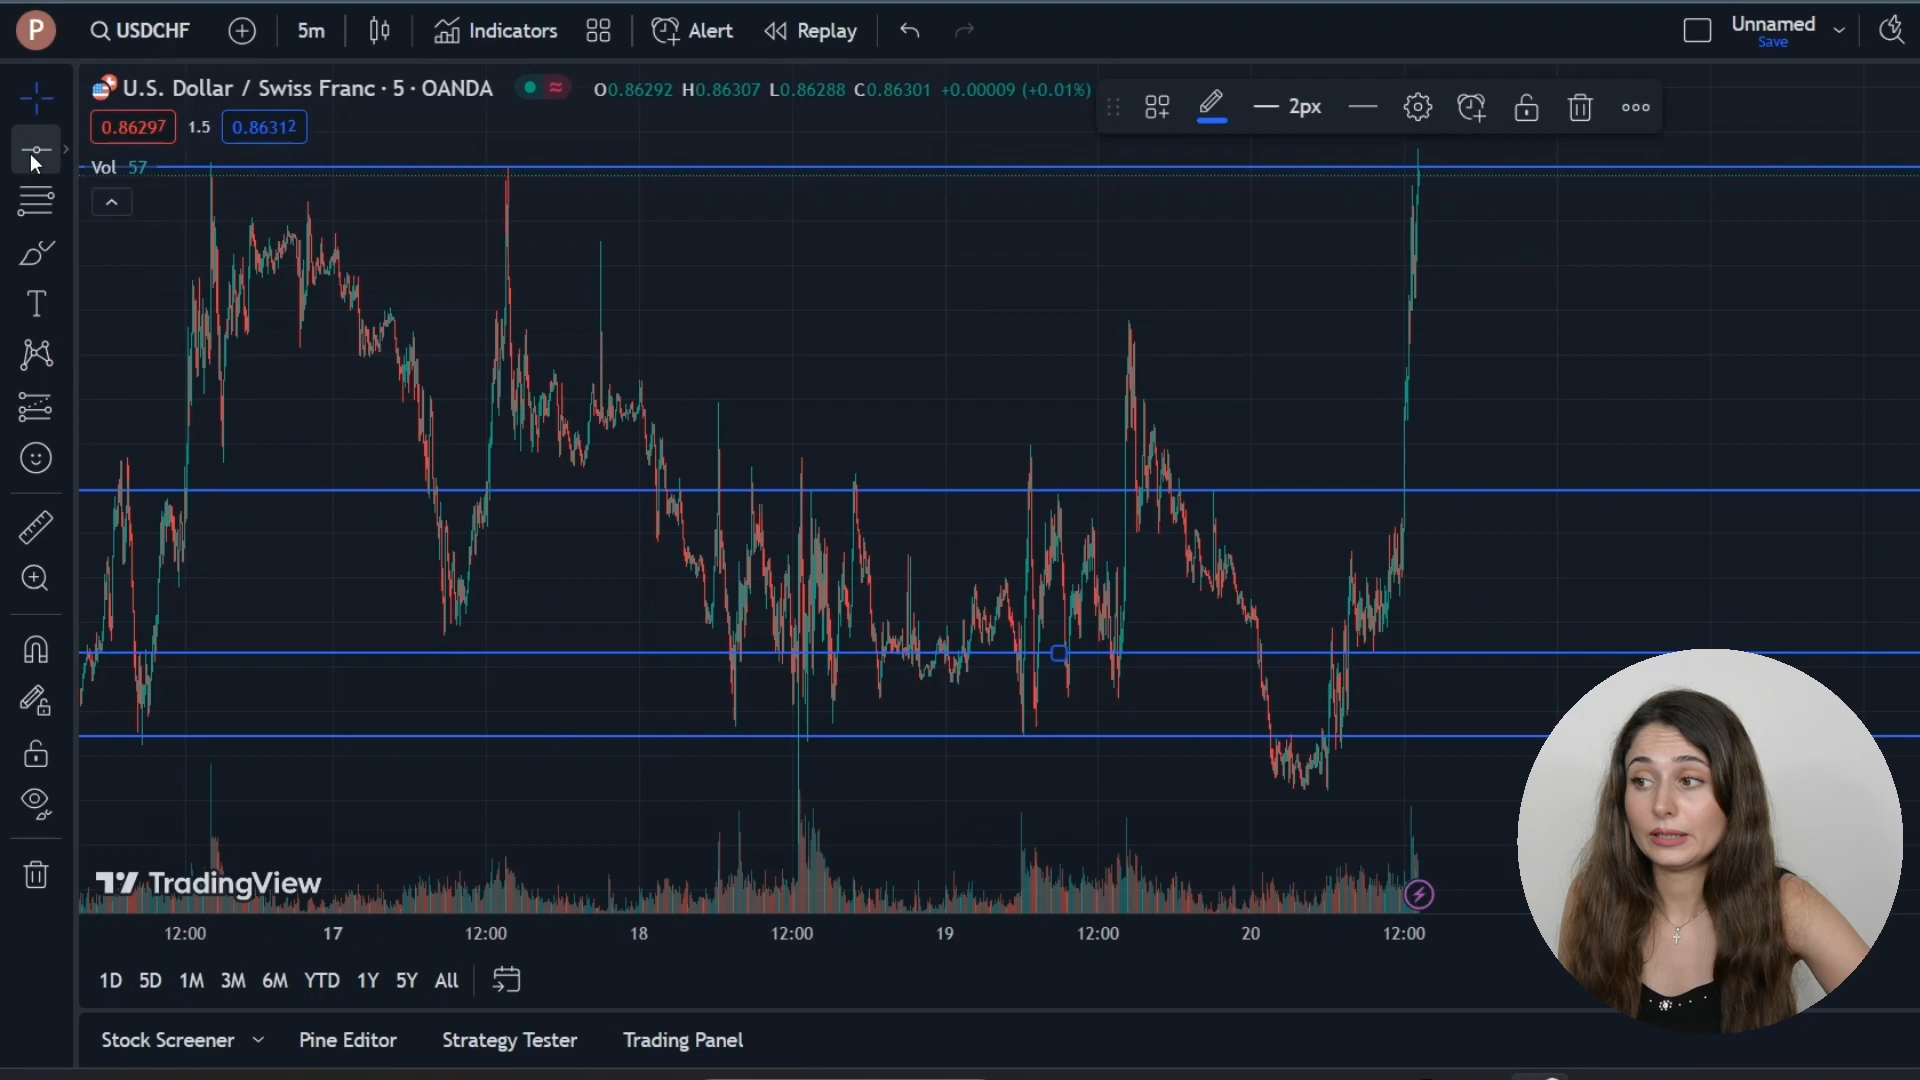 P
USDCHF
5m
Indicators
Alert
Replay
Unnamed
Save
U.S. Dollar / Swiss Franc · 5 · OANDA
O0.86292 H0.86307 L0.86288 C0.86301 +0.00009 (+0.01%)
2px
0.86297 1.5 0.86312
Vol 57
TradingView
12:00 17 12:00 18 12:00 19 12:00 20 12:00
1D 5D 1M 3M 6M YTD 1Y 5Y All
Stock Screener Pine Editor Strategy Tester Trading Panel